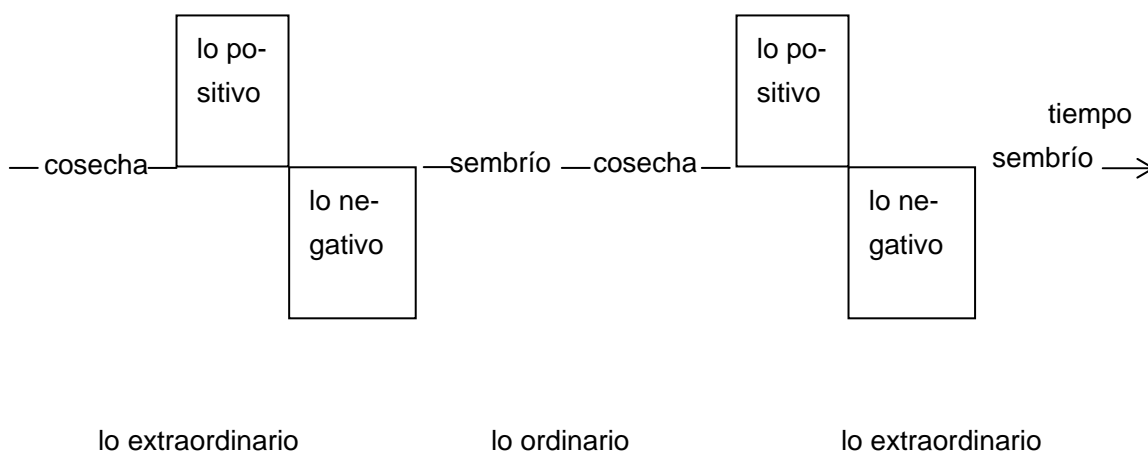 lo po-
sitivo
lo po-
sitivo
tiempo
cosecha
sembrío
cosecha
sembrío
lo ne-
gativo
lo ne-
gativo
lo extraordinario
lo ordinario
lo extraordinario